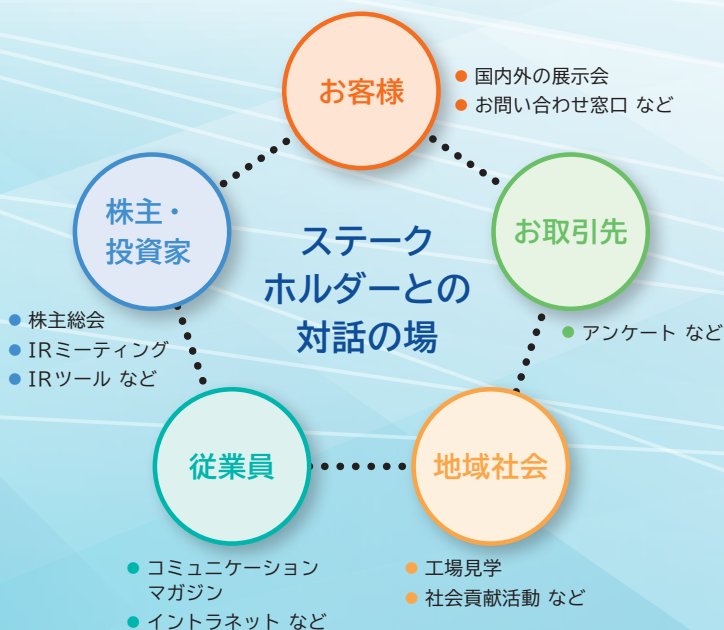 お客様
● 国内外の展示会
● お問い合わせ窓口 など
株主・
投資家
● 株主総会
● IRミーティング
● IRツール など
ステーク
ホルダーとの
対話の場
お取引先
● アンケート など
従業員
● コミュニケーション
マガジン
● イントラネット など
地域社会
● 工場見学
● 社会貢献活動 など